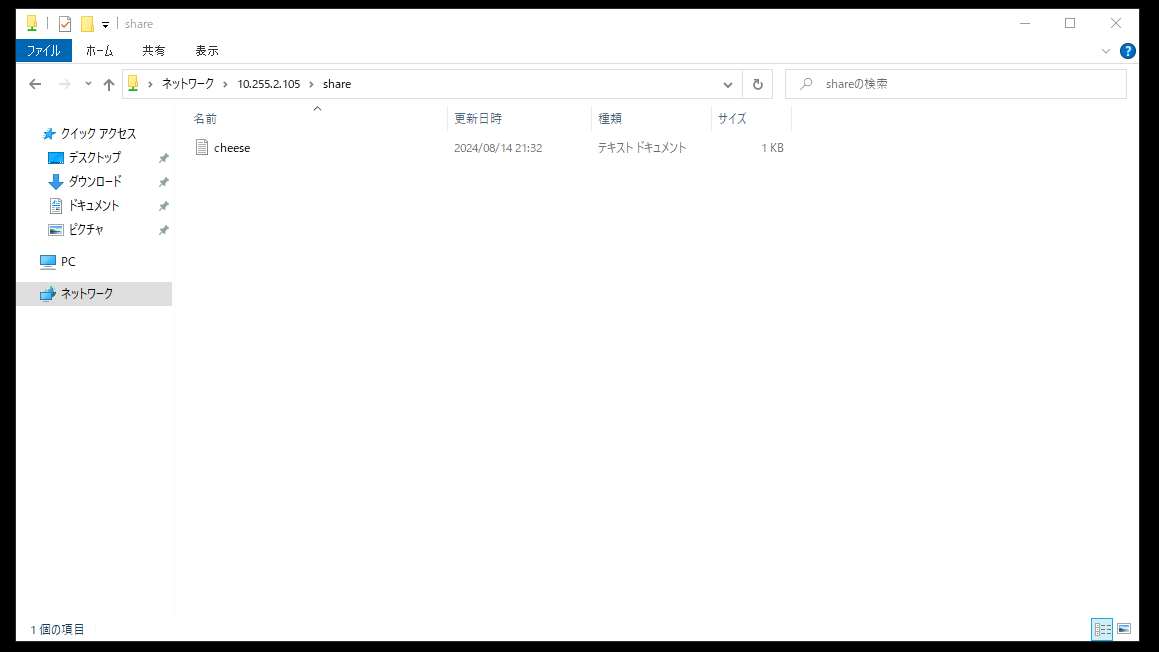 share
ファイル ホーム 共有 表示
ネットワーク 10.255.2.105 share shareの検索
名前 更新日時 種類 サイズ
cheese 2024/08/14 21:32 テキスト ドキュメント 1 KB
クイック アクセス
デスクトップ
ダウンロード
ドキュメント
ピクチャ
PC
ネットワーク
1 個の項目